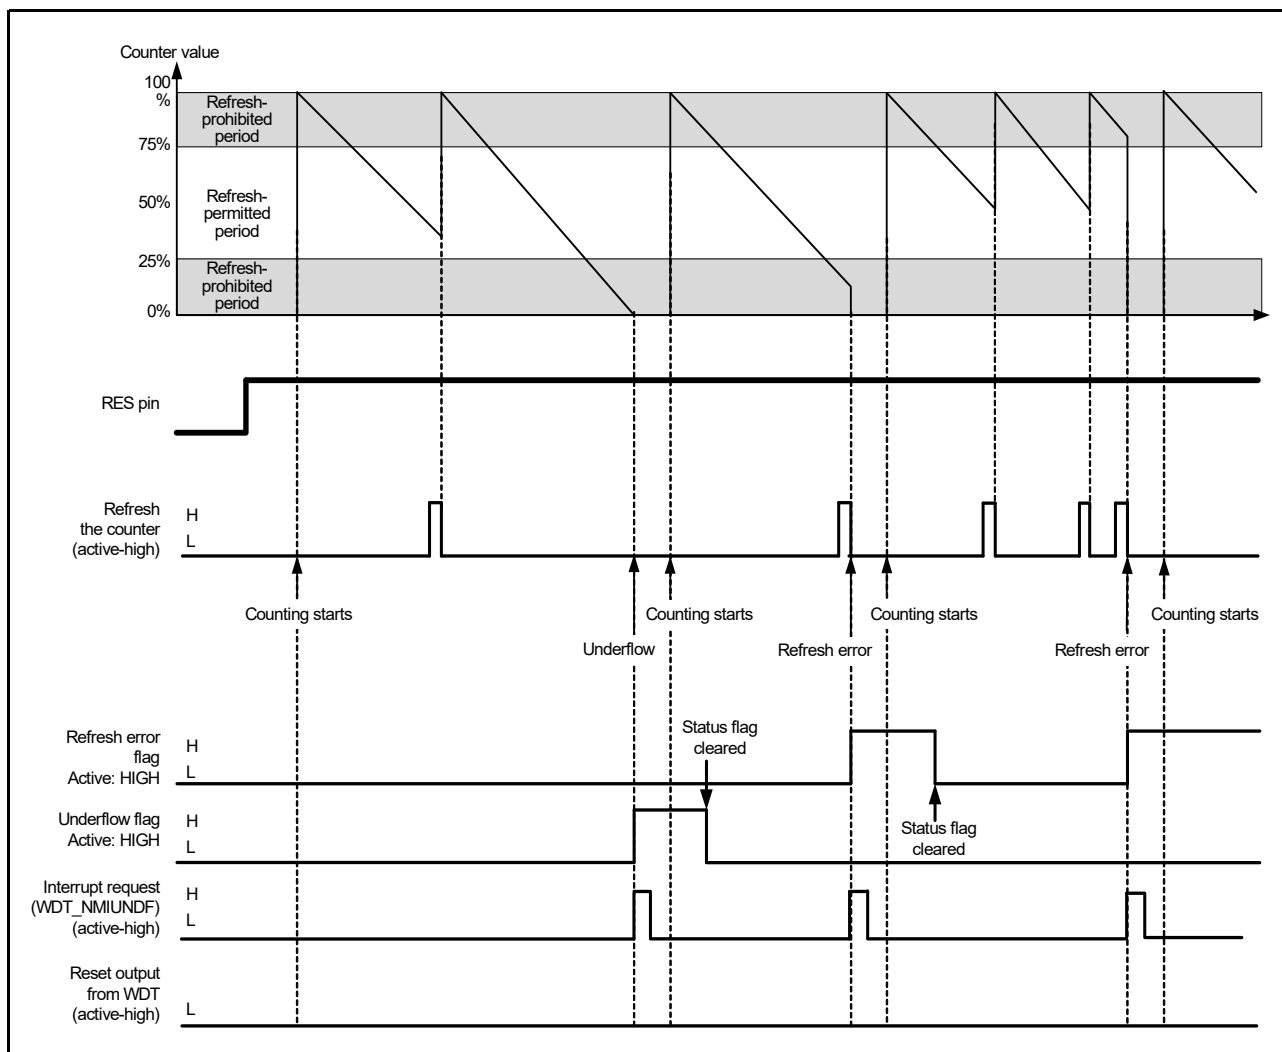 Counter value
100
%
Refresh-
prohibited
period
75%
Refresh-
permitted
period
50%
25%
Refresh-
prohibited
period
0%
RES pin
Refresh
the counter
(active-high)
H
L
Counting starts
Counting starts
Counting starts
Counting starts
Underflow
Refresh error
Refresh error
Status flag
cleared
Refresh error
flag
Active: HIGH
H
L
Underflow flag
Active: HIGH
H
L
Status flag
cleared
Interrupt request
(WDT_NMIUNDF)
(active-high)
H
L
Reset output
from WDT
(active-high)
L